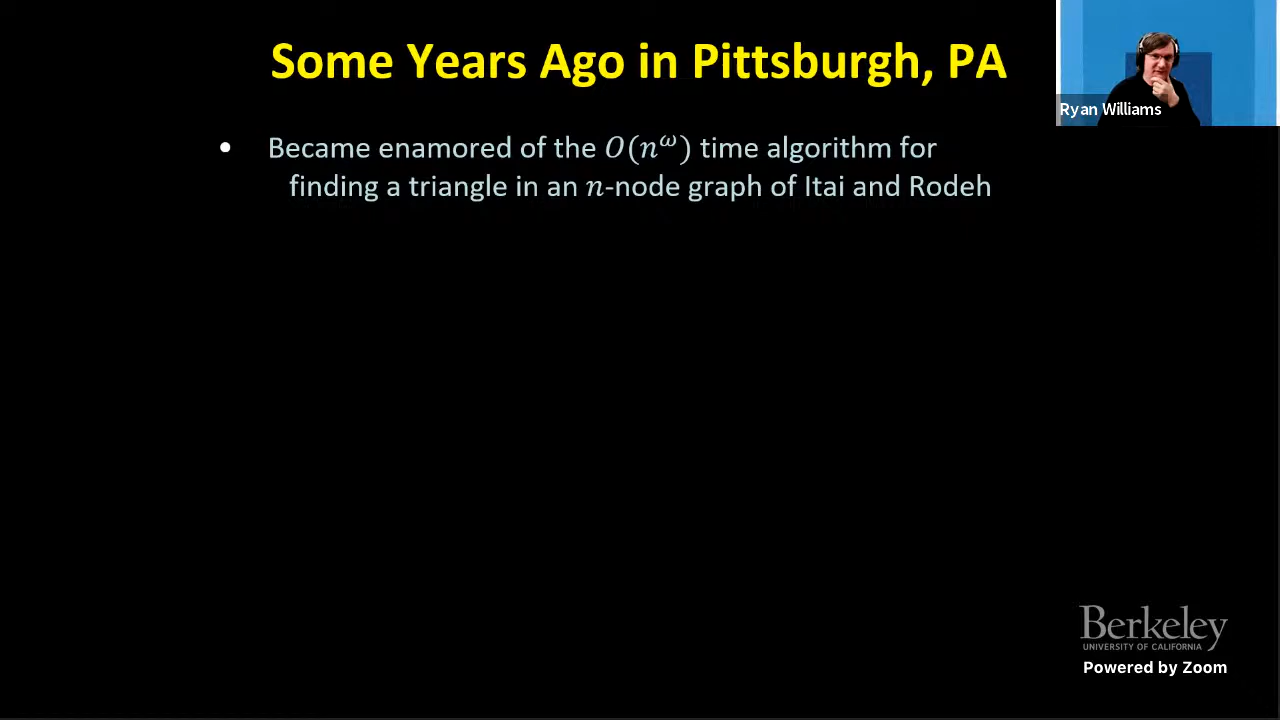 Some Years Ago in Pittsburgh, PA
Ryan Williams
• Became enamored of the $O(n^\omega)$ time algorithm for
finding a triangle in an $n$-node graph of Itai and Rodeh
Berkeley
UNIVERSITY OF CALIFORNIA
Powered by Zoom